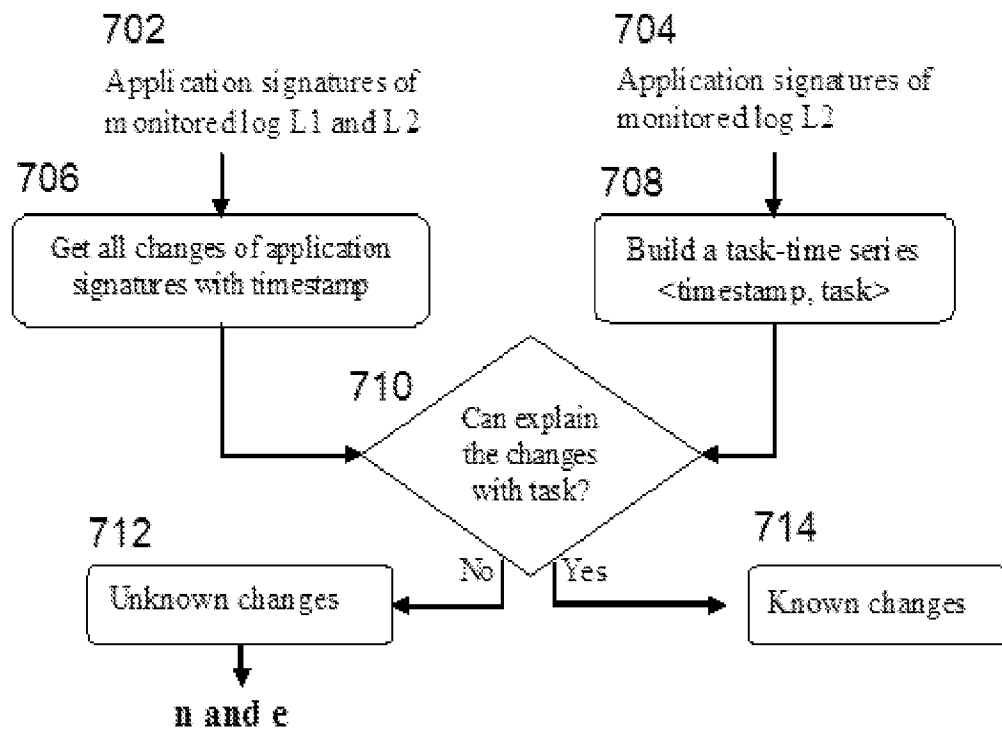 702
Application signatures of
monitored log L1 and L2
704
Application signatures of
monitored log L2
706
Get all changes of application
signatures with timestamp
708
Build a task-time series
<timestamp, task>
710
Can explain
the changes
with task?
No
Yes
712
Unknown changes
714
Known changes
n and e